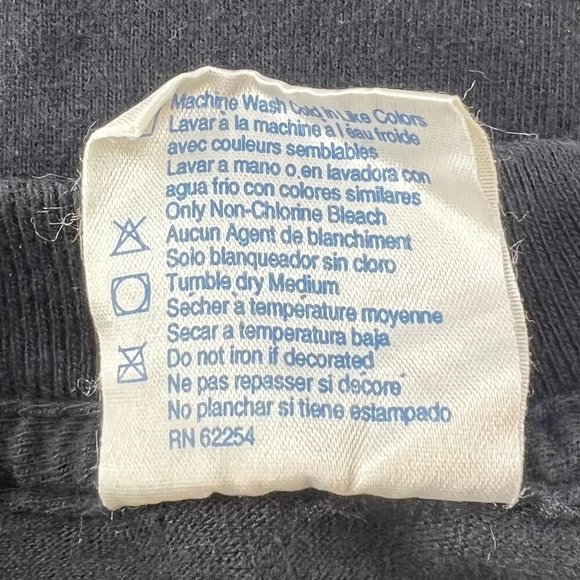 Machine Wash Cold in Like Colors
Lavar à la machine a l'eau froide
avec couleurs semblables
Lavar a mano o en lavadora con
agua frio con colores similares
Only Non-Chlorine Bleach
Aucun Agent de blanchiment
Solo blanqueador sin cloro
Tumble dry Medium
Sécher à température moyenne
Secar a temperatura baja
Do not iron if decorated
Ne pas repasser si décoré
No planchar si tiene estampado
RN 62254